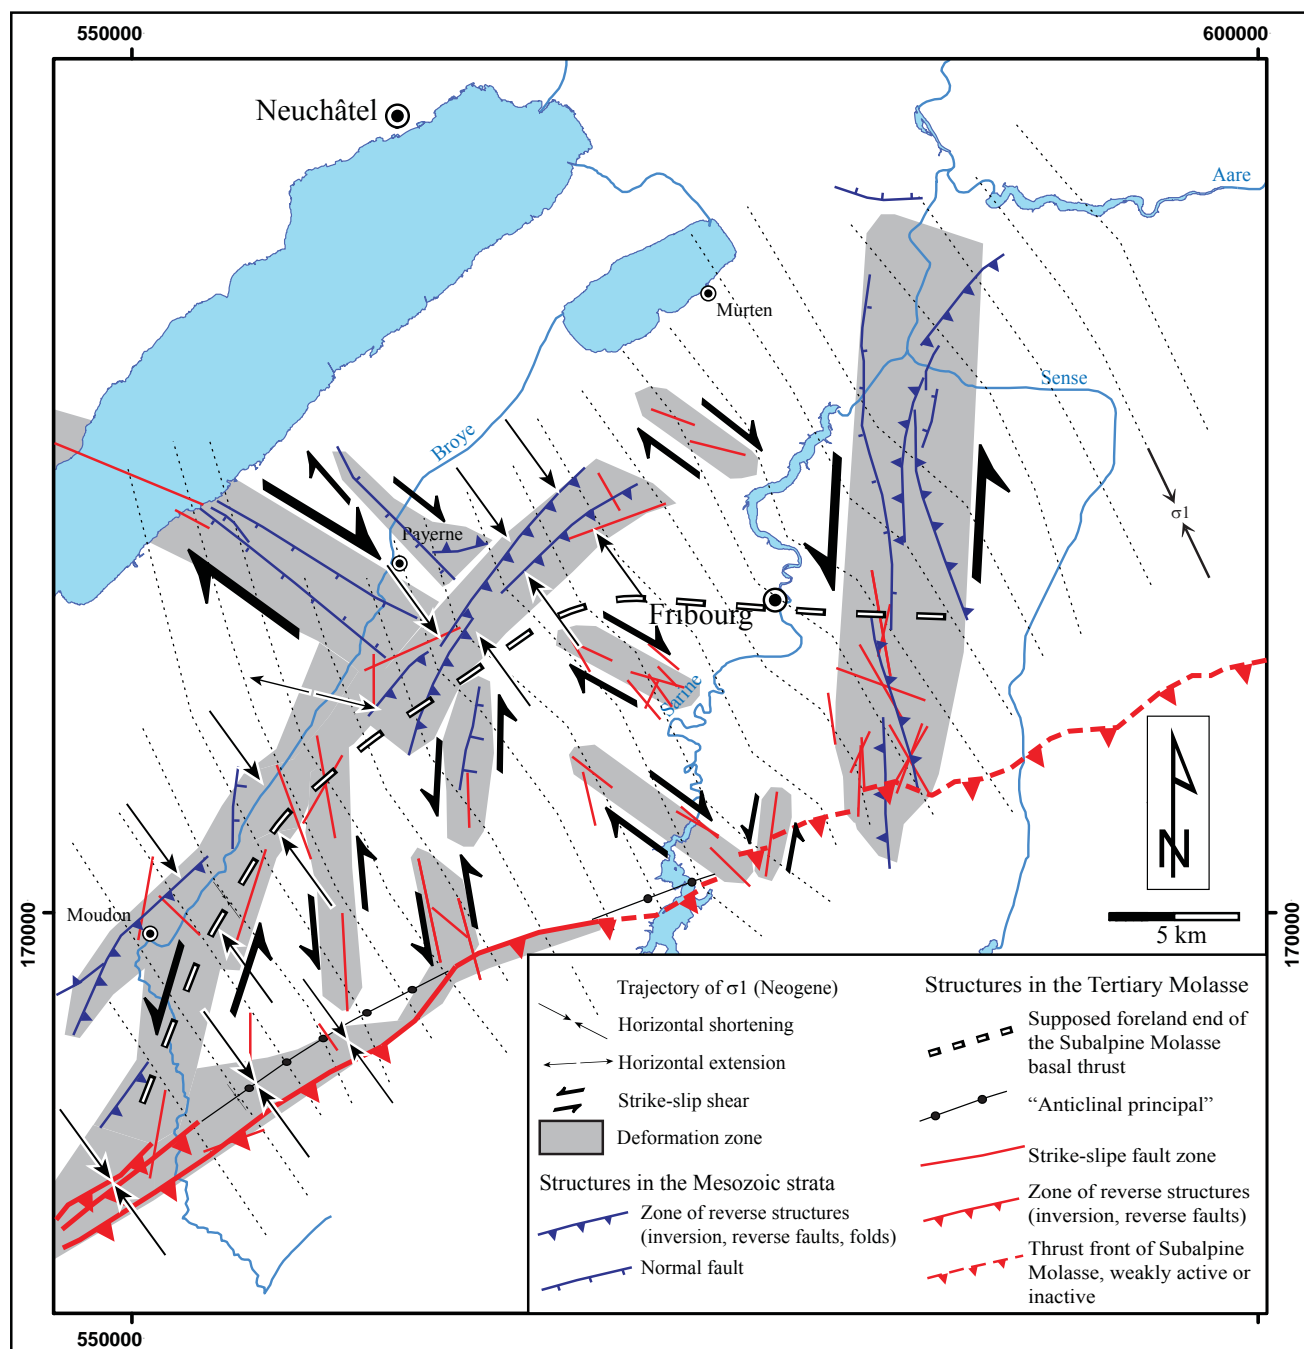 550000
600000
Neuchâtel
Aare
Murten
Sense
Broye
σ1
Payerne
Fribourg
Sarine
Moudon
170000
170000
N
5 km
Trajectory of σ1 (Neogene)
Horizontal shortening
Horizontal extension
Strike-slip shear
Deformation zone
Structures in the Mesozoic strata
Zone of reverse structures
(inversion, reverse faults, folds)
Normal fault
Structures in the Tertiary Molasse
Supposed foreland end of
the Subalpine Molasse
basal thrust
“Anticlinal principal”
Strike-slipe fault zone
Zone of reverse structures
(inversion, reverse faults)
Thrust front of Subalpine
Molasse, weakly active or
inactive
550000
600000